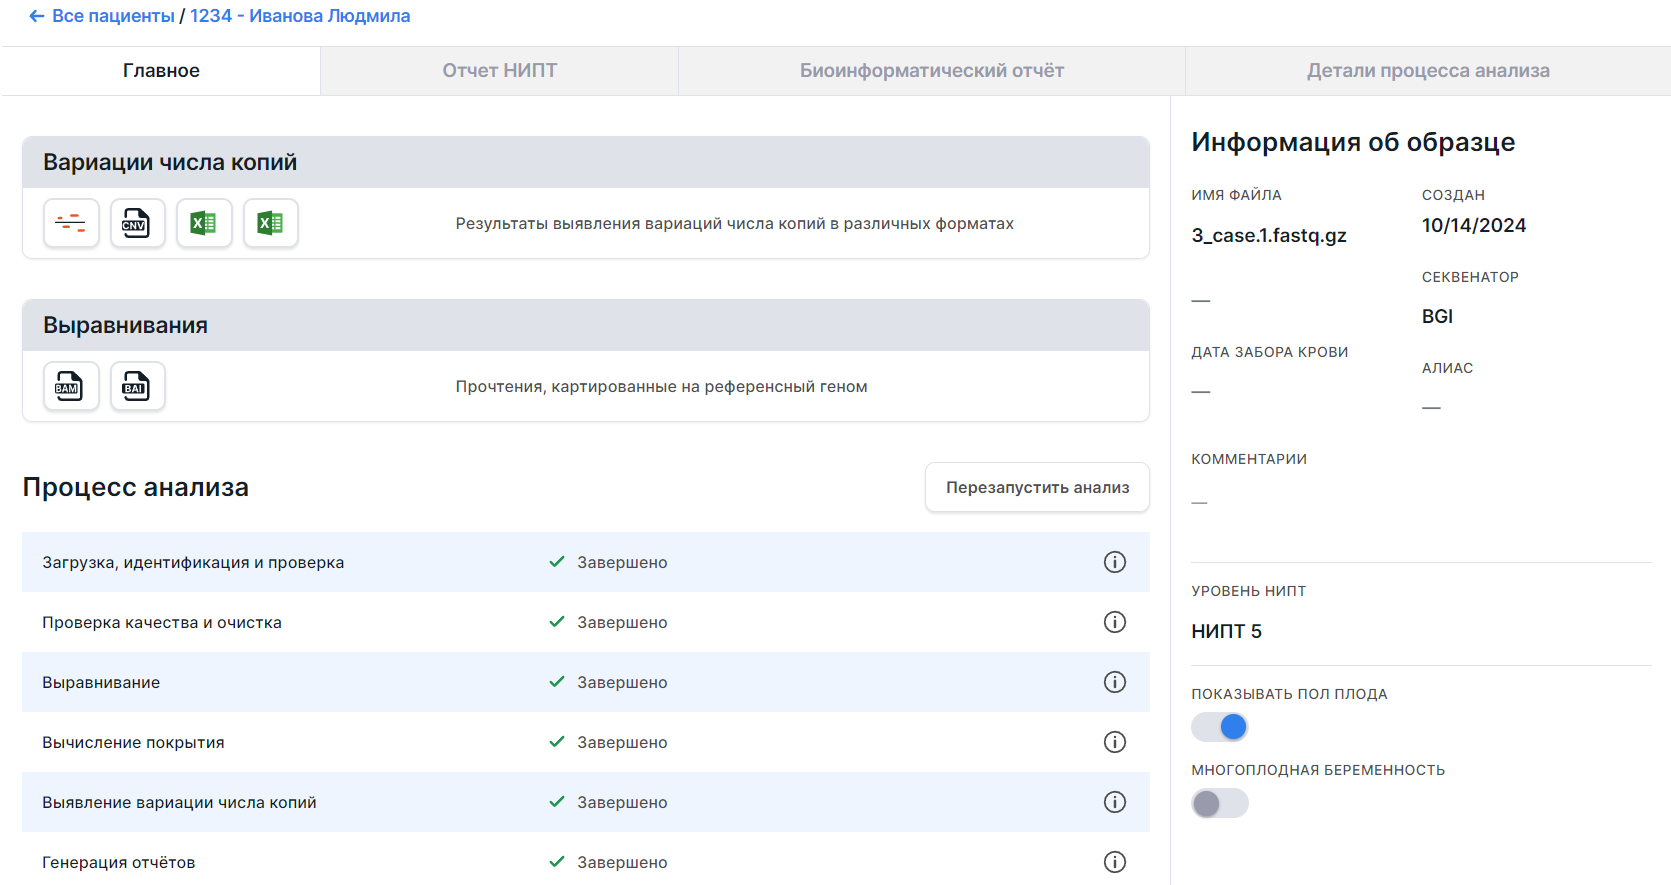 ← Все пациенты / 1234 - Иванова Людмила
Главное
Отчет НИПТ
Биоинформатический отчёт
Детали процесса анализа
Вариации числа копий
CNV
X
X
Результаты выявления вариаций числа копий в различных форматах
Выравнивания
BAM
BAI
Прочтения, картированные на референсный геном
Процесс анализа
Перезапустить анализ
Загрузка, идентификация и проверка
Завершено
Проверка качества и очистка
Завершено
Выравнивание
Завершено
Вычисление покрытия
Завершено
Выявление вариации числа копий
Завершено
Генерация отчётов
Завершено
Информация об образце
ИМЯ ФАЙЛА
3_case.1.fastq.gz
—
ДАТА ЗАБОРА КРОВИ
—
СОЗДАН
10/14/2024
СЕКВЕНАТОР
BGI
АЛИАС
—
КОММЕНТАРИИ
—
УРОВЕНЬ НИПТ
НИПТ 5
ПОКАЗЫВАТЬ ПОЛ ПЛОДА
МНОГОПЛОДНАЯ БЕРЕМЕННОСТЬ